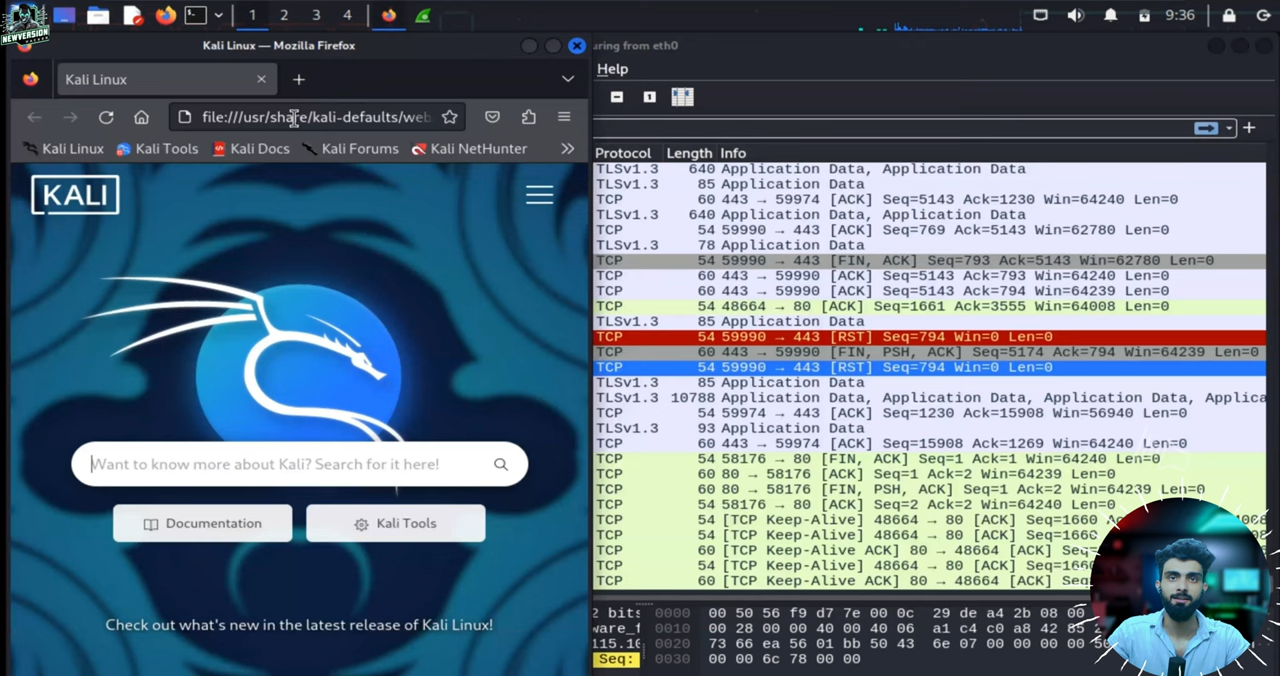 NEWVERSION
1 2 3 4
9:36
Kali Linux — Mozilla Firefox
Kali Linux
file:///usr/share/kali-defaults/web
Kali Linux Kali Tools Kali Docs Kali Forums Kali NetHunter
KALI
Want to know more about Kali? Search for it here!
Documentation
Kali Tools
Check out what's new in the latest release of Kali Linux!
uring from eth0
Help
Protocol Length Info
TLSv1.3 640 Application Data, Application Data
TLSv1.3 85 Application Data
TCP 60 443 → 59974 [ACK] Seq=5143 Ack=1230 Win=64240 Len=0
TLSv1.3 640 Application Data, Application Data
TCP 54 59990 → 443 [ACK] Seq=769 Ack=5143 Win=62780 Len=0
TLSv1.3 78 Application Data
TCP 54 59990 → 443 [FIN, ACK] Seq=793 Ack=5143 Win=62780 Len=0
TCP 60 443 → 59990 [ACK] Seq=5143 Ack=793 Win=64240 Len=0
TCP 60 443 → 59990 [ACK] Seq=5143 Ack=794 Win=64239 Len=0
TCP 54 48664 → 80 [ACK] Seq=1661 Ack=3555 Win=64008 Len=0
TLSv1.3 85 Application Data
TCP 54 59990 → 443 [RST] Seq=794 Win=0 Len=0
TCP 60 443 → 59990 [FIN, PSH, ACK] Seq=5174 Ack=794 Win=64239 Len=0
TCP 54 59990 → 443 [RST] Seq=794 Win=0 Len=0
TLSv1.3 85 Application Data
TLSv1.3 10788 Application Data, Application Data, Application Data, Applica
TCP 54 59974 → 443 [ACK] Seq=1230 Ack=15908 Win=56940 Len=0
TLSv1.3 93 Application Data
TCP 60 443 → 59974 [ACK] Seq=15908 Ack=1269 Win=64240 Len=0
TCP 54 58176 → 80 [FIN, ACK] Seq=1 Ack=1 Win=64240 Len=0
TCP 60 80 → 58176 [ACK] Seq=1 Ack=2 Win=64239 Len=0
TCP 60 80 → 58176 [FIN, PSH, ACK] Seq=1 Ack=2 Win=64239 Len=0
TCP 54 58176 → 80 [ACK] Seq=2 Ack=2 Win=64240 Len=0
TCP 54 [TCP Keep-Alive] 48664 → 80 [ACK] Seq=1660
TCP 54 [TCP Keep-Alive] 48664 → 80 [ACK]
TCP 60 [TCP Keep-Alive ACK] 80 → 48664 [ACK]
TCP 54 [TCP Keep-Alive] 48664 → 80 [ACK]
TCP 60 [TCP Keep-Alive ACK] 80 → 48664 [ACK]
2 bits 0000 00 50 56 f9 d7 7e 00 0c 29 de a4 2b 08 00
ware_f 0010 00 28 00 00 40 00 40 06 a1 c4 c0 a8 42 85
115.16 0020 73 66 ea 56 01 bb 50 43 6e 07 00 00 00 00
Seq: 0030 00 00 6c 78 00 00